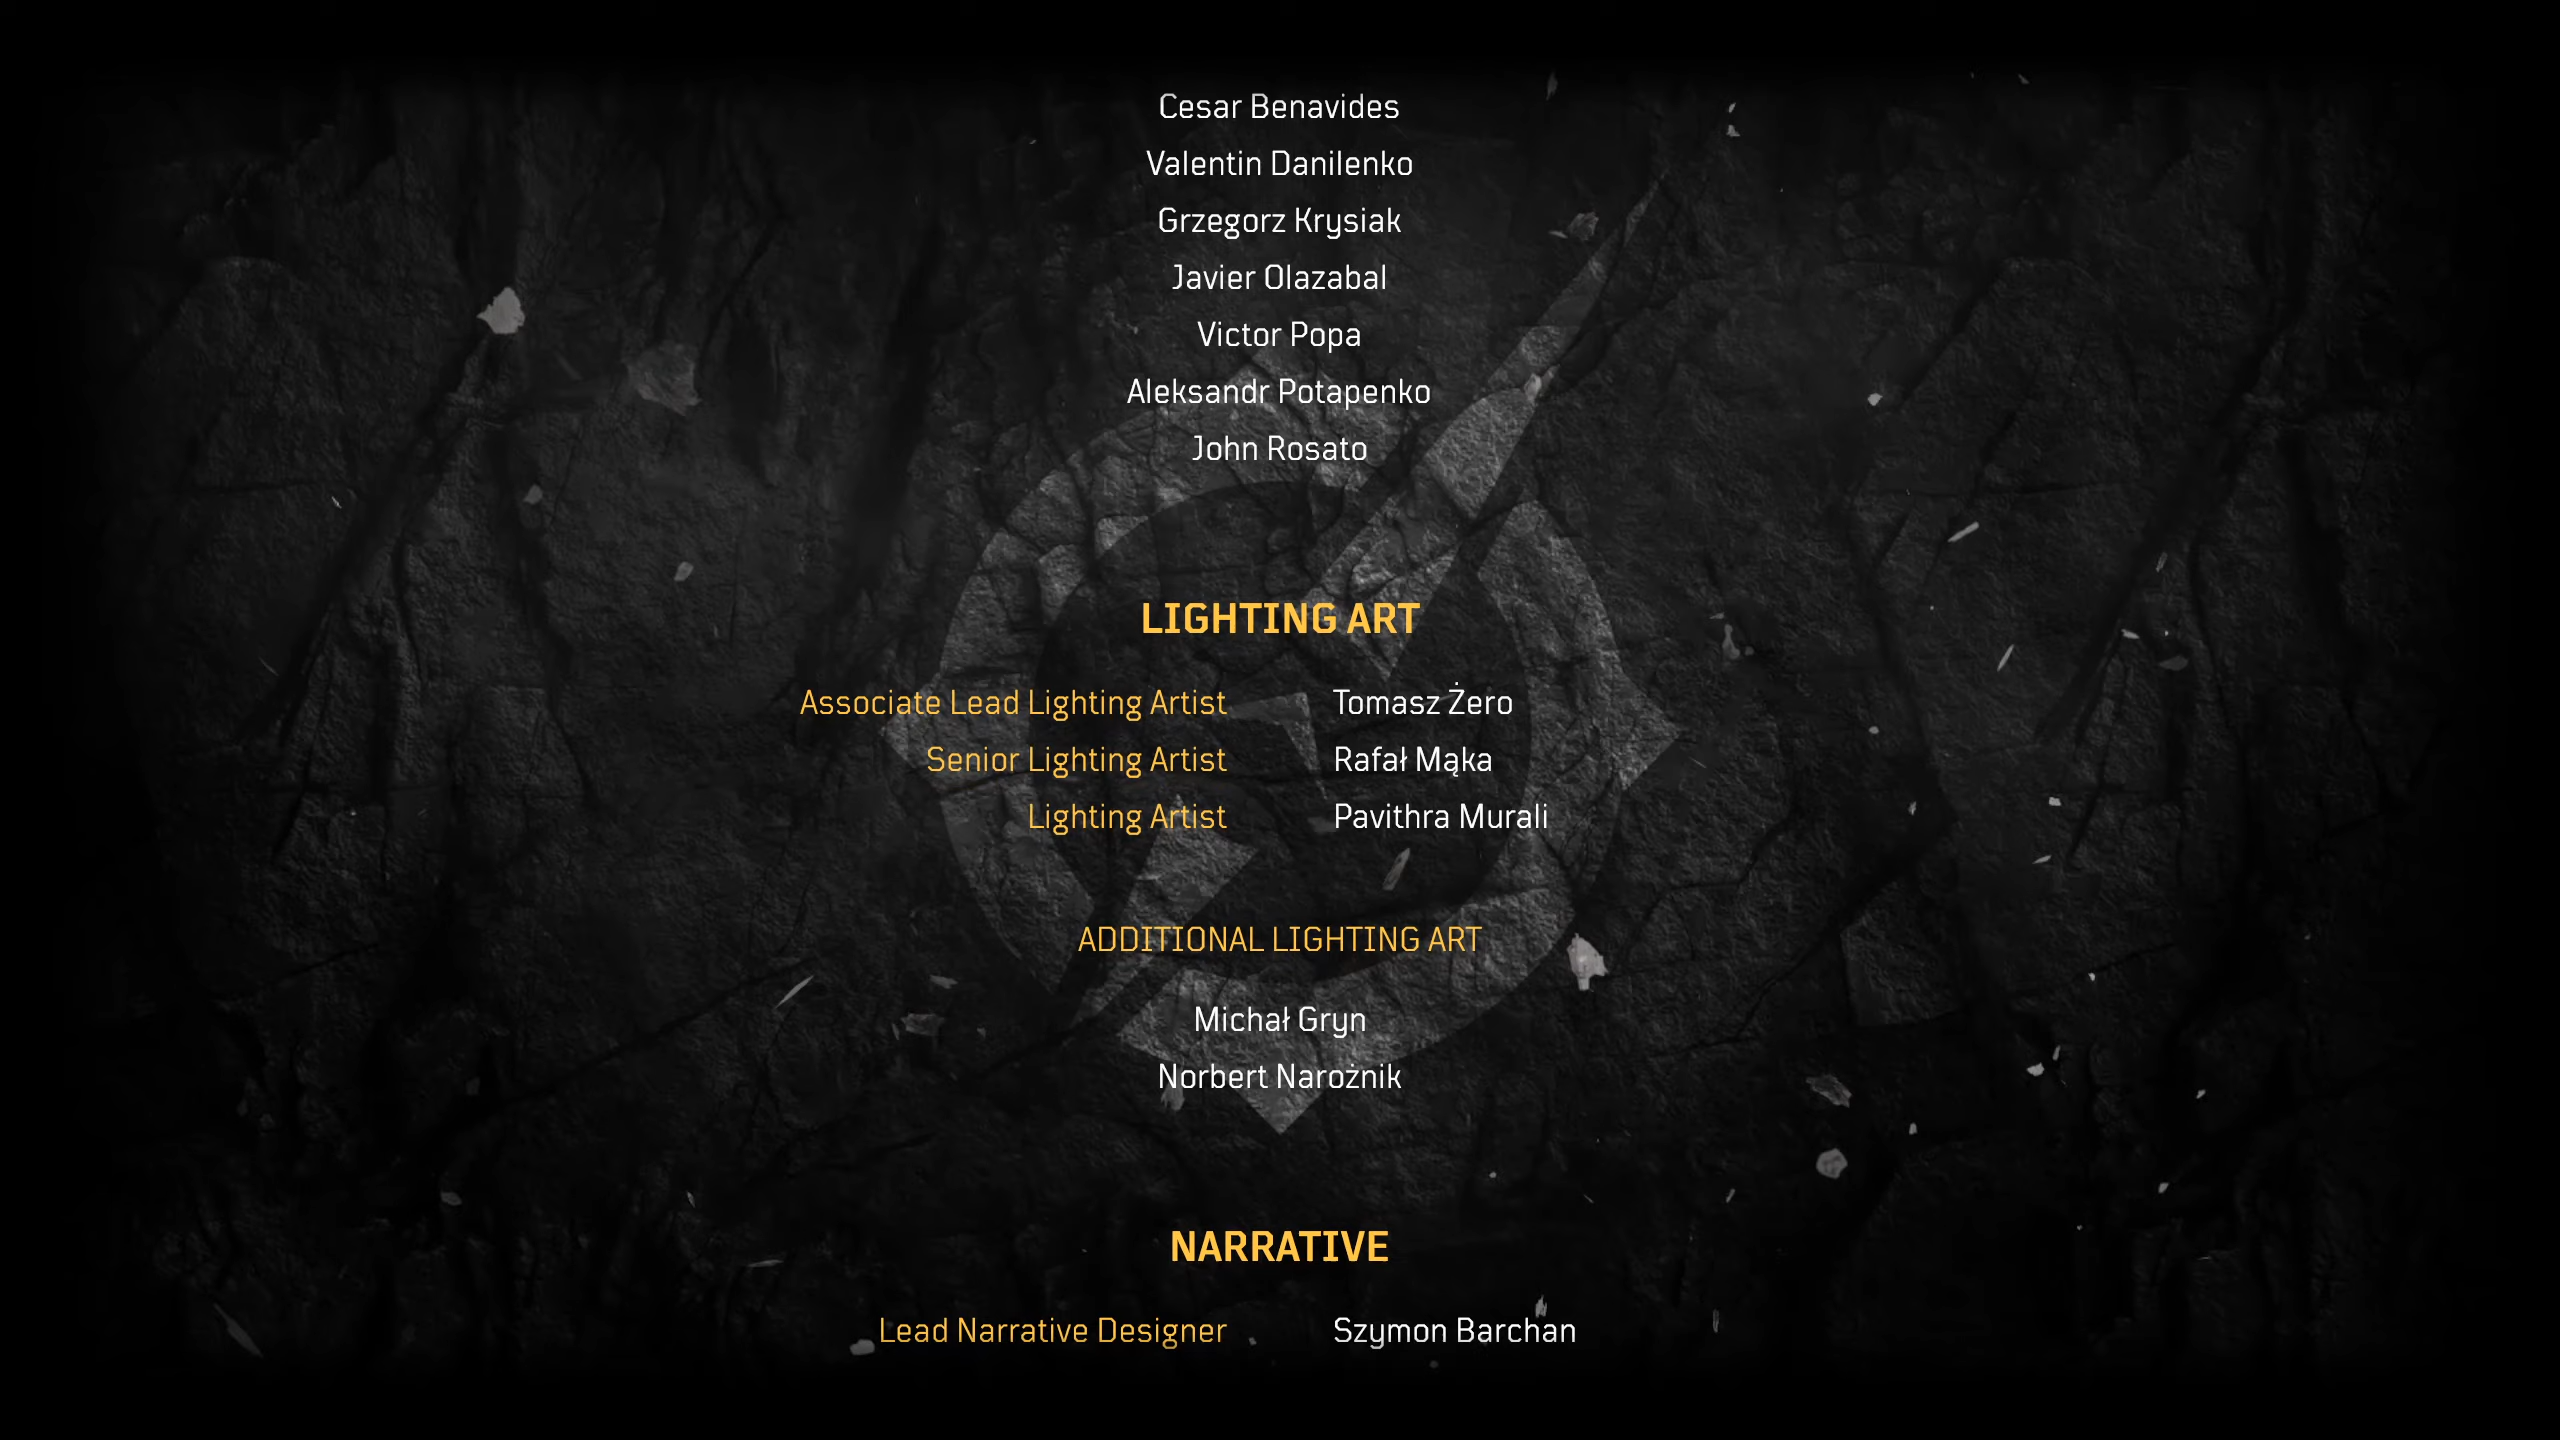 Cesar Benavides
Valentin Danilenko
Grzegorz Krysiak
Javier Olazabal
Victor Popa
Aleksandr Potapenko
John Rosato
LIGHTING ART
Associate Lead Lighting Artist Tomasz Żero
Senior Lighting Artist Rafał Mąka
Lighting Artist Pavithra Murali
ADDITIONAL LIGHTING ART
Michał Gryn
Norbert Narożnik
NARRATIVE
Lead Narrative Designer Szymon Barchan